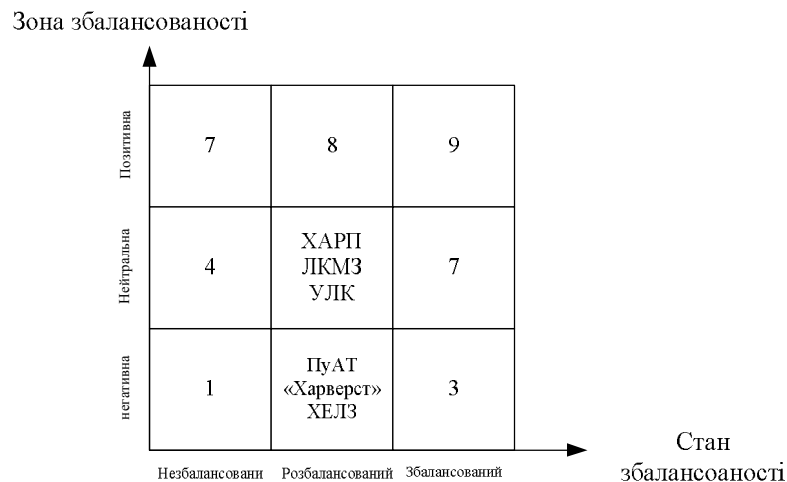 Зона збалансованості
Позитивна
7
8
9
Нейтральна
4
ХАРП
ЛКМЗ
УЛК
7
негативна
1
ПуАТ
«Харверст»
ХЕЛЗ
3
Незбалансовани
Розбалансований
Збалансований
Стан
збалансоаності